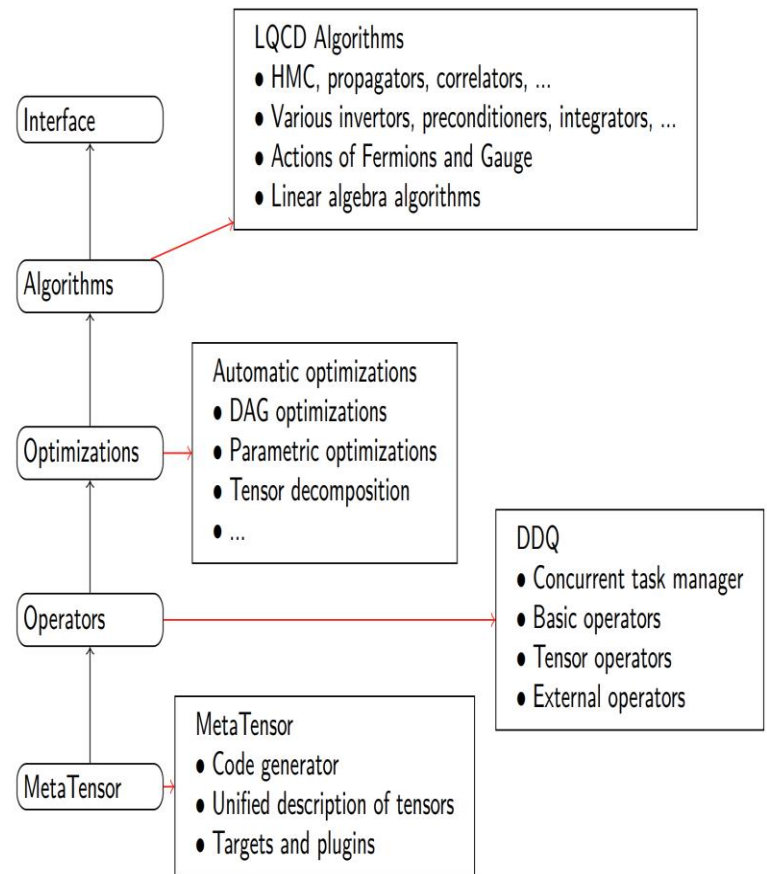 LQCD Algorithms
• HMC, propagators, correlators, ...
• Various invertors, preconditioners, integrators, ...
• Actions of Fermions and Gauge
• Linear algebra algorithms
Interface
Algorithms
Automatic optimizations
• DAG optimizations
• Parametric optimizations
• Tensor decomposition
• ...
Optimizations
DDQ
• Concurrent task manager
• Basic operators
• Tensor operators
• External operators
Operators
MetaTensor
• Code generator
• Unified description of tensors
• Targets and plugins
MetaTensor